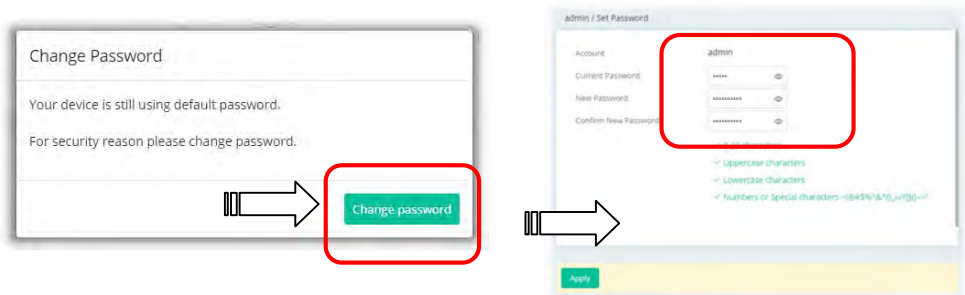 Change Password
Your device is still using default password.
For security reason please change password.
Change password
admin / Set Password
Account admin
Current Password •••••
New Password ••••••••••
Confirm New Password ••••••••••
characters
Uppercase characters
Lowercase characters
Numbers or Special characters
Apply